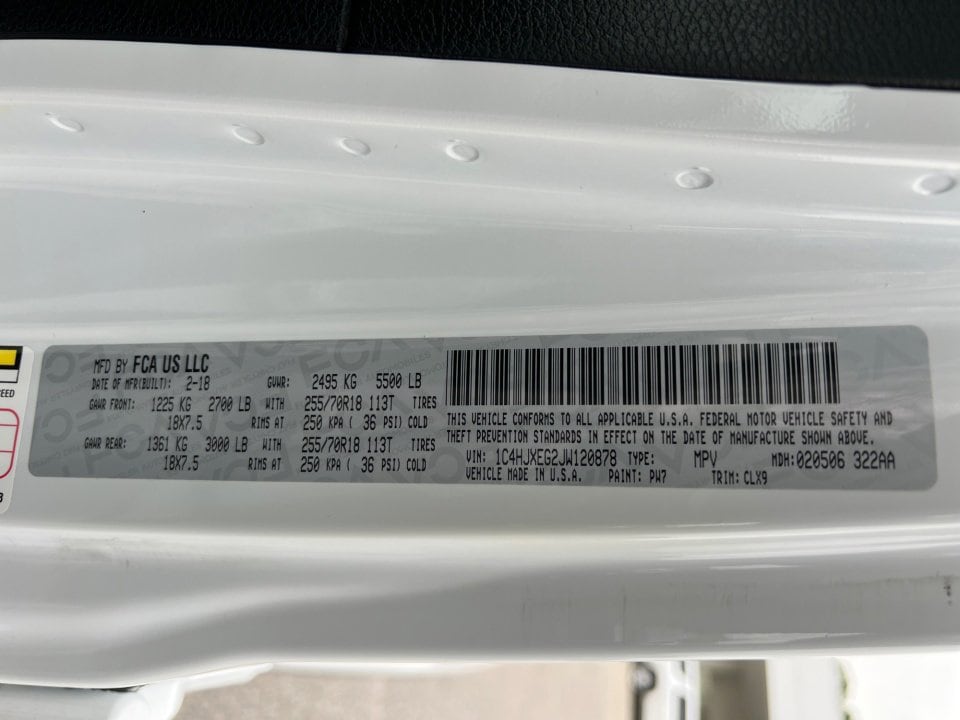 MFD BY FCA US LLC
DATE OF MFR(BUILT): 2-18 GVWR: 2495 KG 5500 LB
GAWR FRONT: 1225 KG 2700 LB WITH 255/70R18 113T TIRES
18X7.5 RIMS AT 250 KPA ( 36 PSI) COLD
GAWR REAR: 1361 KG 3000 LB WITH 255/70R18 113T TIRES
18X7.5 RIMS AT 250 KPA ( 36 PSI) COLD
THIS VEHICLE CONFORMS TO ALL APPLICABLE U.S.A. FEDERAL MOTOR VEHICLE SAFETY AND
THEFT PREVENTION STANDARDS IN EFFECT ON THE DATE OF MANUFACTURE SHOWN ABOVE.
VIN: 1C4HJXEG2JW120878 TYPE: MPV MDH:020506 322AA
VEHICLE MADE IN U.S.A. PAINT: PW7 TRIM: CLX9